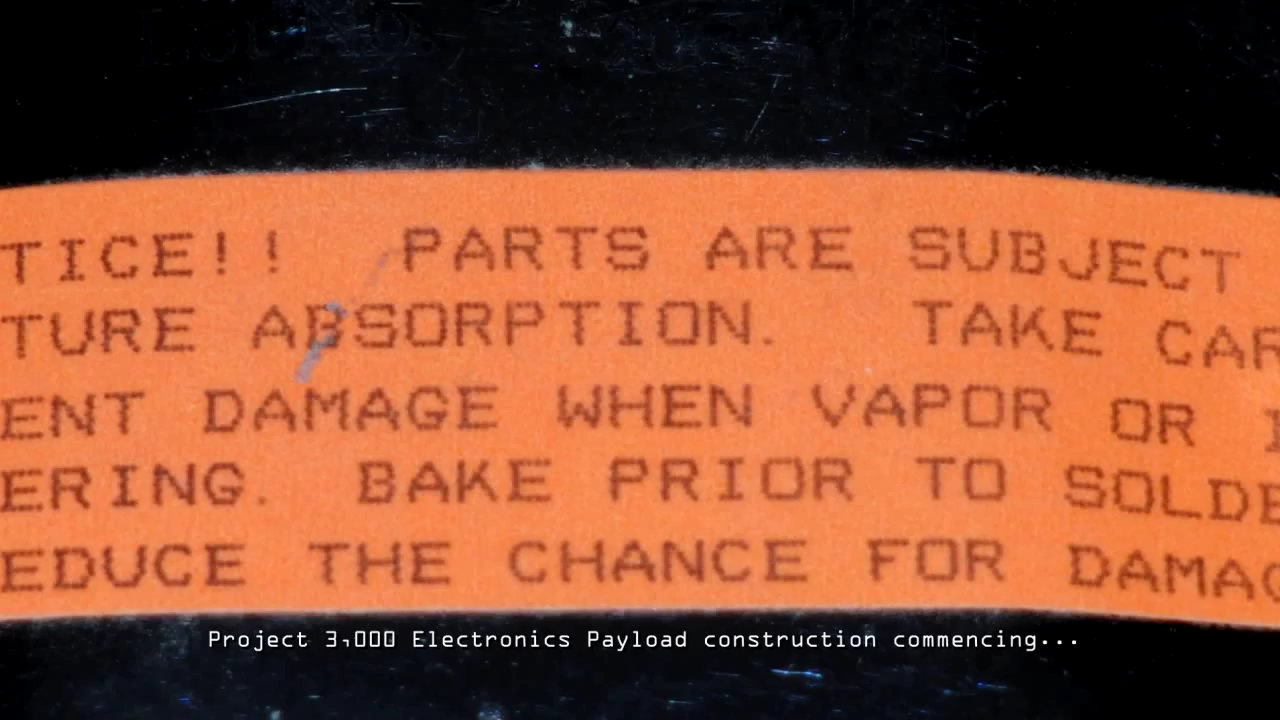 TICE!! PARTS ARE SUBJECT
TURE ABSORPTION. TAKE CAR
ENT DAMAGE WHEN VAPOR OR
ERING. BAKE PRIOR TO SOLDE
EDUCE THE CHANCE FOR DAMAG
Project 3,000 Electronics Payload construction commencing...